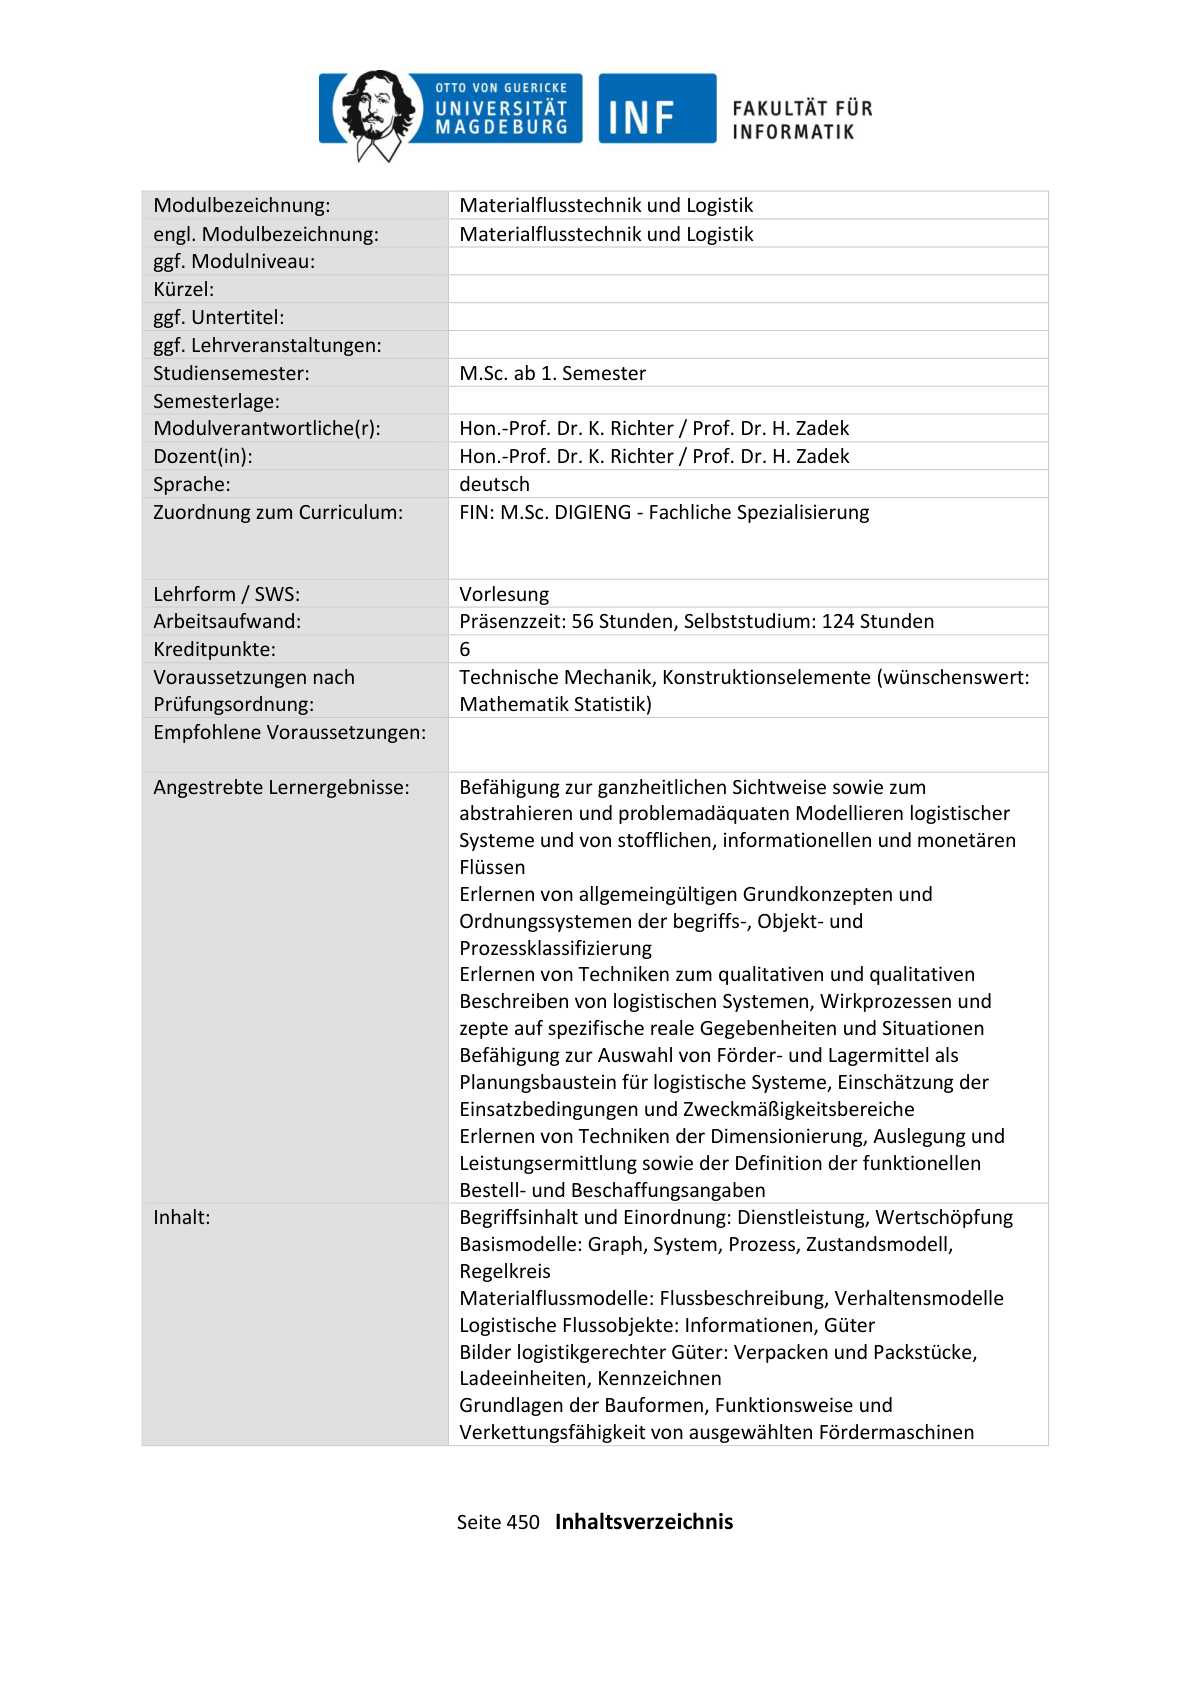 OTTO VON GUERICKE
UNIVERSITÄT
MAGDEBURG
INF
FAKULTÄT FÜR
INFORMATIK
Modulbezeichnung: Materialflusstechnik und Logistik
engl. Modulbezeichnung: Materialflusstechnik und Logistik
ggf. Modulniveau:
Kürzel:
ggf. Untertitel:
ggf. Lehrveranstaltungen:
Studiensemester: M.Sc. ab 1. Semester
Semesterlage:
Modulverantwortliche(r): Hon.-Prof. Dr. K. Richter / Prof. Dr. H. Zadek
Dozent(in): Hon.-Prof. Dr. K. Richter / Prof. Dr. H. Zadek
Sprache: deutsch
Zuordnung zum Curriculum: FIN: M.Sc. DIGIENG - Fachliche Spezialisierung
Lehrform / SWS: Vorlesung
Arbeitsaufwand: Präsenzzeit: 56 Stunden, Selbststudium: 124 Stunden
Kreditpunkte: 6
Voraussetzungen nach Technische Mechanik, Konstruktionselemente (wünschenswert:
Prüfungsordnung: Mathematik Statistik)
Empfohlene Voraussetzungen:
Angestrebte Lernergebnisse: Befähigung zur ganzheitlichen Sichtweise sowie zum
abstrahieren und problemadäquaten Modellieren logistischer
Systeme und von stofflichen, informationellen und monetären
Flüssen
Erlernen von allgemeingültigen Grundkonzepten und
Ordnungssystemen der begriffs-, Objekt- und
Prozessklassifizierung
Erlernen von Techniken zum qualitativen und qualitativen
Beschreiben von logistischen Systemen, Wirkprozessen und
zepte auf spezifische reale Gegebenheiten und Situationen
Befähigung zur Auswahl von Förder- und Lagermittel als
Planungsbaustein für logistische Systeme, Einschätzung der
Einsatzbedingungen und Zweckmäßigkeitsbereiche
Erlernen von Techniken der Dimensionierung, Auslegung und
Leistungsermittlung sowie der Definition der funktionellen
Bestell- und Beschaffungsangaben
Inhalt: Begriffsinhalt und Einordnung: Dienstleistung, Wertschöpfung
Basismodelle: Graph, System, Prozess, Zustandsmodell,
Regelkreis
Materialflussmodelle: Flussbeschreibung, Verhaltensmodelle
Logistische Flussobjekte: Informationen, Güter
Bilder logistikgerechter Güter: Verpacken und Packstücke,
Ladeeinheiten, Kennzeichnen
Grundlagen der Bauformen, Funktionsweise und
Verkettungsfähigkeit von ausgewählten Fördermaschinen
Seite 450 Inhaltsverzeichnis